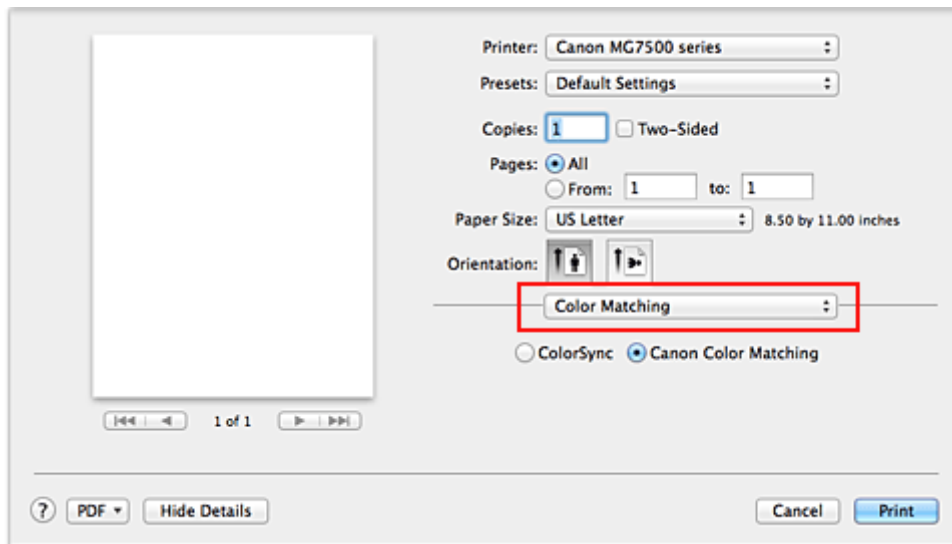 Printer: Canon MG7500 series
Presets: Default Settings
Copies: 1 Two-Sided
Pages: All
From: 1 to: 1
Paper Size: US Letter 8.50 by 11.00 inches
Orientation:
Color Matching
ColorSync Canon Color Matching
1 of 1
? PDF Hide Details Cancel Print